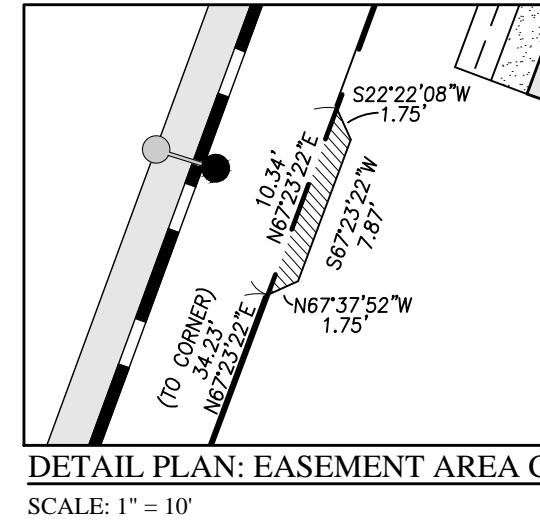 S22°22'08"W
1.75'
10.34'
N67°23'22"E
S67°23'22"W
7.87'
N67°37'52"W
1.75'
(TO CORNER)
34.23'
N67°23'22"E
DETAIL PLAN: EASEMENT AREA
SCALE: 1" = 10'